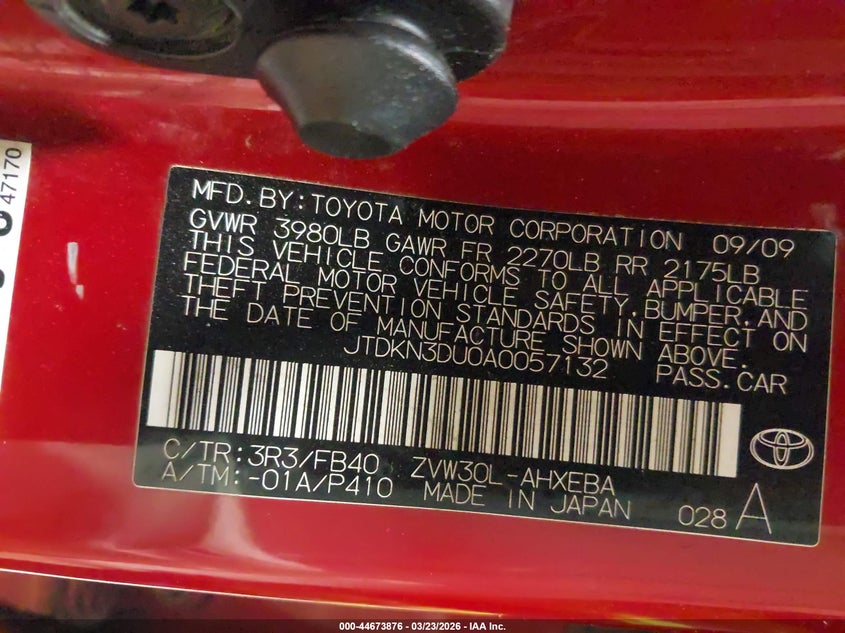 47170
MFD.BY:TOYOTA MOTOR CORPORATION 09/09
GVWR 3980LB GAWR FR 2270LB RR 2175LB
THIS VEHICLE CONFORMS TO ALL APPLICABLE
FEDERAL MOTOR VEHICLE SAFETY,BUMPER,AND
THEFT PREVENTION STANDARDS IN EFFECT ON
THE DATE OF MANUFACTURE SHOWN ABOVE.
JTDKN3DU0A0057132 PASS.CAR
C/TR:3R3/FB40 ZVW30L-AHXEBA
A/TM:-01A/P410 MADE IN JAPAN 028 A
000-44673876 - 03/23/2026 - IAA Inc.